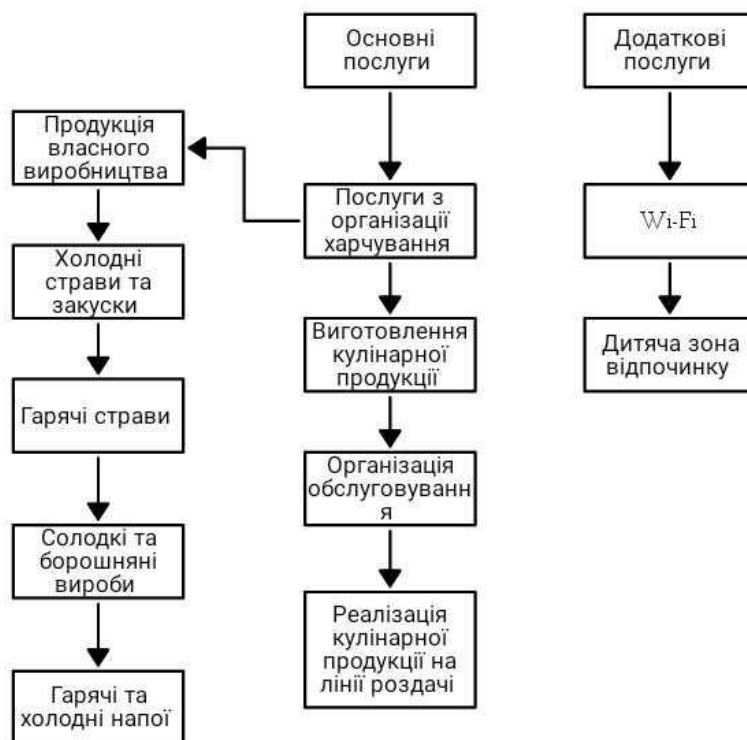 Основні
послуги
Додаткові
послуги
Продукція
власного
виробництва
Послуги з
організації
харчування
Wi-Fi
Холодні
страви та
закуски
Виготовлення
кулінарної
продукції
Дитяча зона
відпочинку
Гарячі страви
Організація
обслуговуванн
я
Солодкі та
борошняні
вироби
Реалізація
кулінарної
продукції на
лінії роздачі
Гарячі та
холодні напої